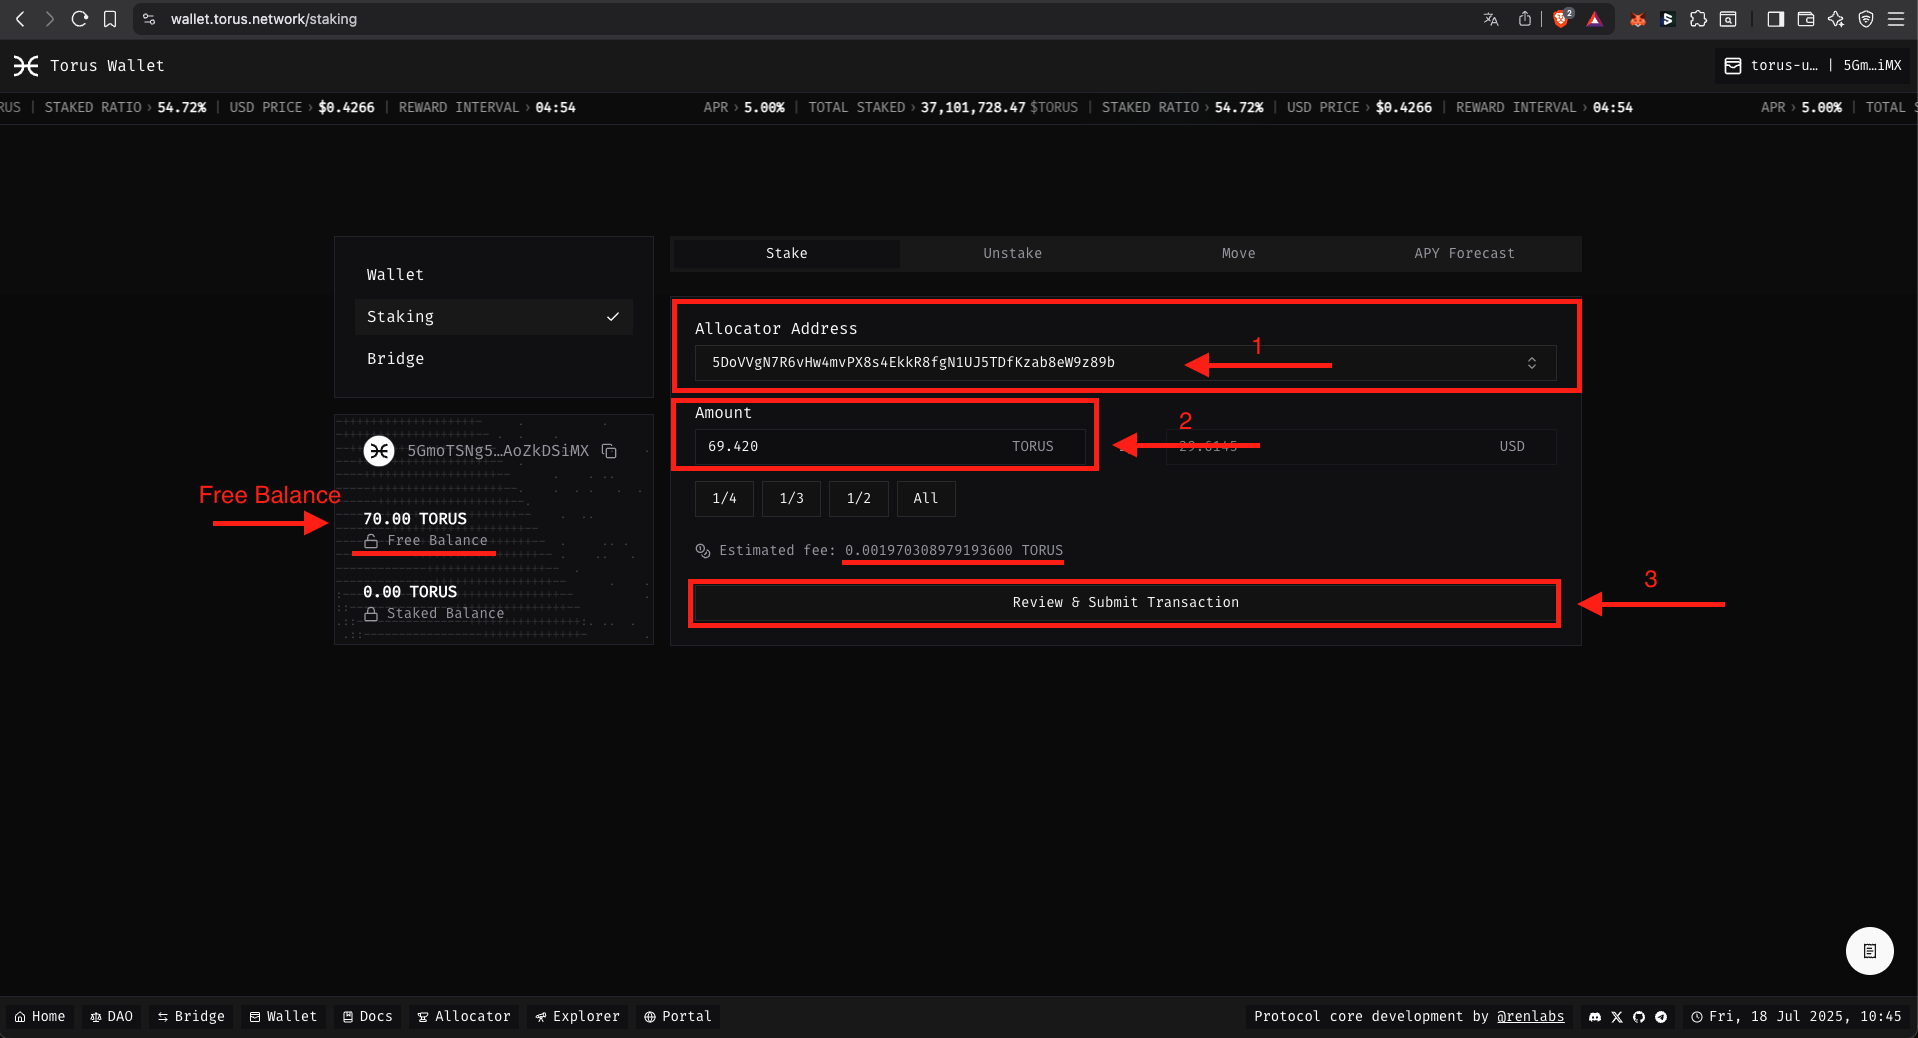 wallet.torus.network/staking
2
Torus Wallet
torus-u… | 5Gm…iMX
RUS | STAKED RATIO › 54.72% | USD PRICE › $0.4266 | REWARD INTERVAL › 04:54 APR › 5.00% | TOTAL STAKED › 37,101,728.47 $TORUS | STAKED RATIO › 54.72% | USD PRICE › $0.4266 | REWARD INTERVAL › 04:54 APR › 5.00% | TOTAL
Wallet
Staking
Bridge
Stake Unstake Move APY Forecast
Allocator Address
5DoVVgN7R6vHw4mvPX8s4EkkR8fgN1UJ5TDfKzab8eW9z89b
1
Amount
2
69.420 TORUS
29.6145 USD
1/4 1/3 1/2 All
Estimated fee: 0.001970308979193600 TORUS
Review & Submit Transaction
3
5GmoTSNg5…AoZkDSiMX
Free Balance
70.00 TORUS
Free Balance
0.00 TORUS
Staked Balance
Home DAO Bridge Wallet Docs Allocator Explorer Portal
Protocol core development by @renlabs
Fri, 18 Jul 2025, 10:45